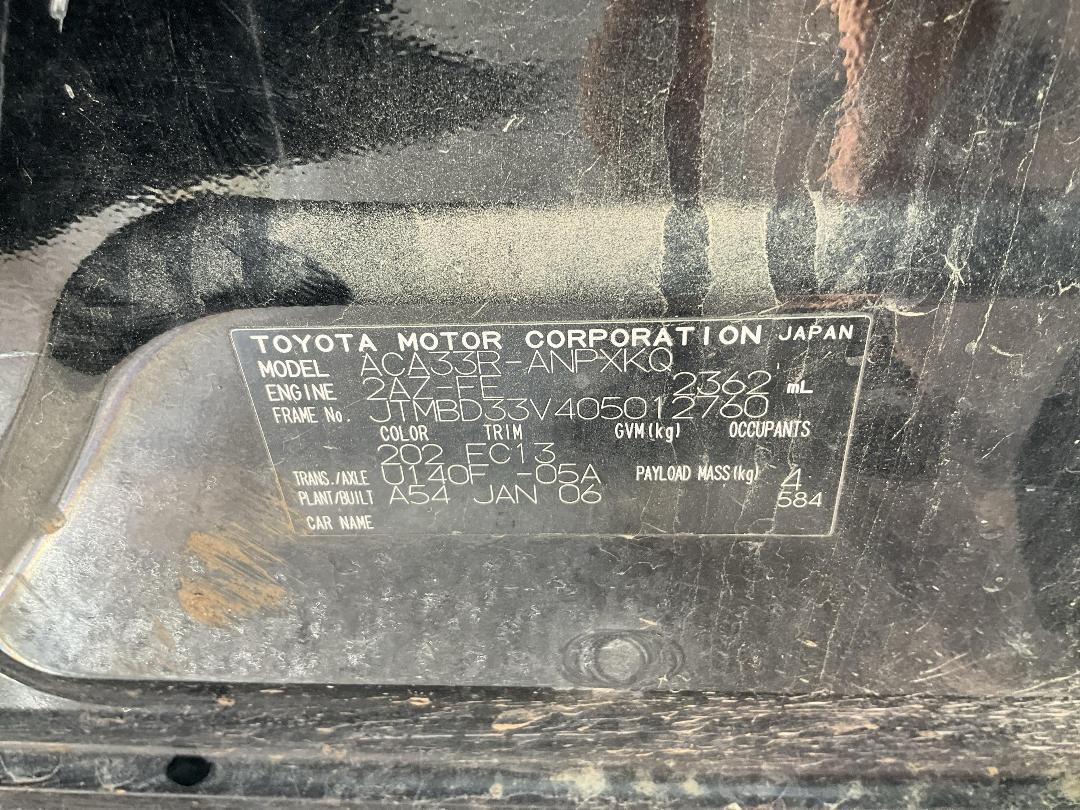 TOYOTA MOTOR CORPORATION JAPAN
MODEL ACA33R-ANPXKQ
ENGINE 2AZ-FE 2362 mL
FRAME No. JTMBD33V405012760
COLOR TRIM GVM(kg) OCCUPANTS
202 FC13
TRANS./AXLE U140F -05A PAYLOAD MASS(kg) 4
PLANT/BUILT A54 JAN 06 584
CAR NAME